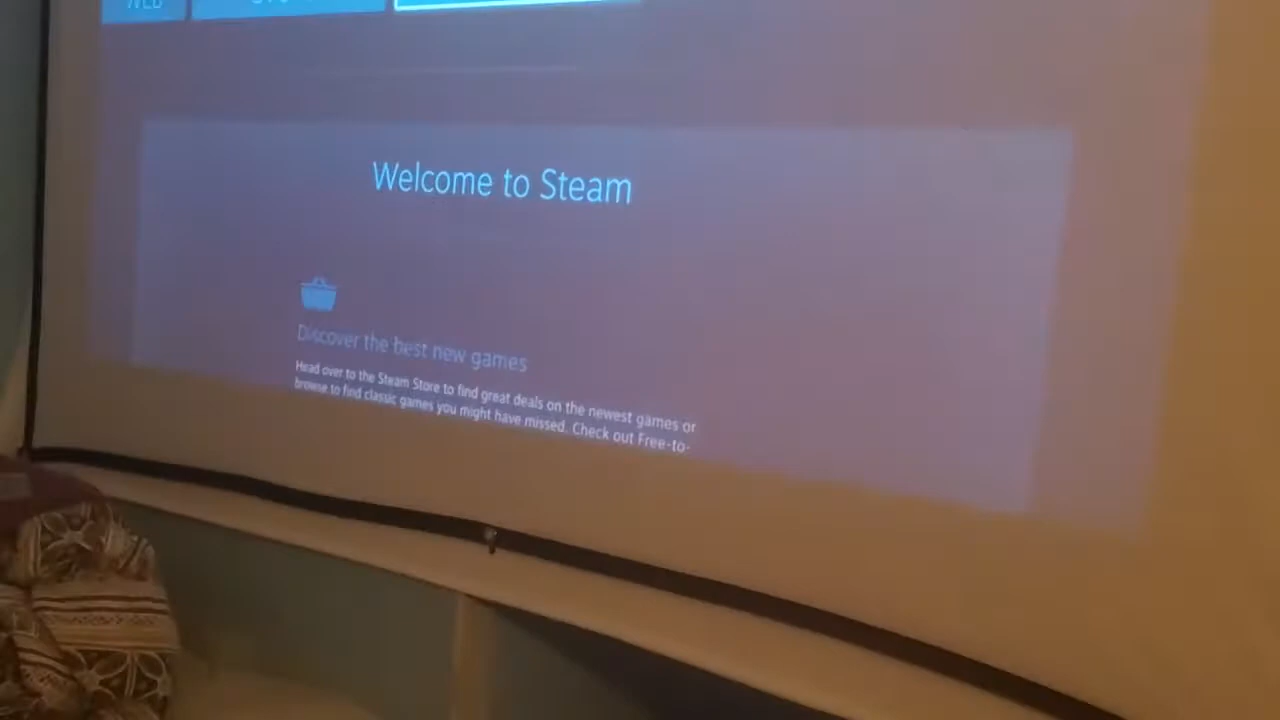 WEB
Welcome to Steam
Discover the best new games
Head over to the Steam Store to find great deals on the newest games or
browse to find classic games you might have missed. Check out Free-to-